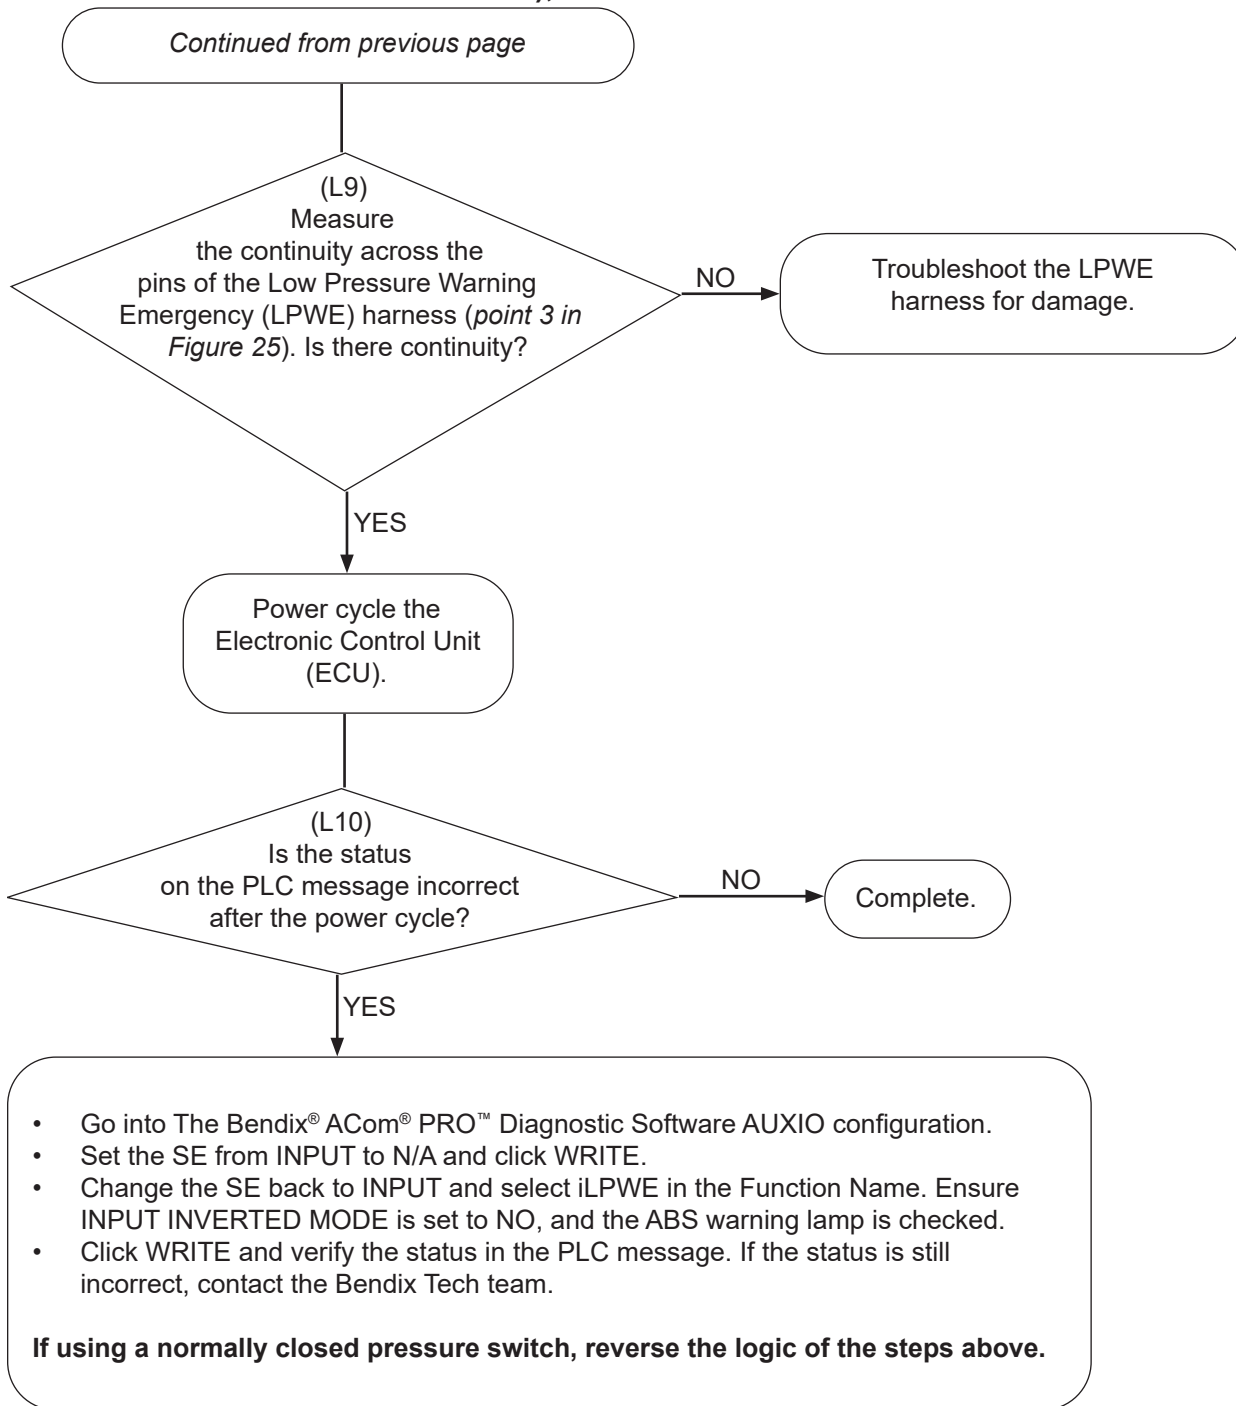 Continued from previous page
(L9)
Measure
the continuity across the
pins of the Low Pressure Warning
Emergency (LPWE) harness (point 3 in
Figure 25). Is there continuity?
NO
Troubleshoot the LPWE
harness for damage.
YES
Power cycle the
Electronic Control Unit
(ECU).
(L10)
Is the status
on the PLC message incorrect
after the power cycle?
NO
Complete.
YES
• Go into The Bendix® ACom® PRO™ Diagnostic Software AUXIO configuration.
• Set the SE from INPUT to N/A and click WRITE.
• Change the SE back to INPUT and select iLPWE in the Function Name. Ensure
INPUT INVERTED MODE is set to NO, and the ABS warning lamp is checked.
• Click WRITE and verify the status in the PLC message. If the status is still
incorrect, contact the Bendix Tech team.
If using a normally closed pressure switch, reverse the logic of the steps above.